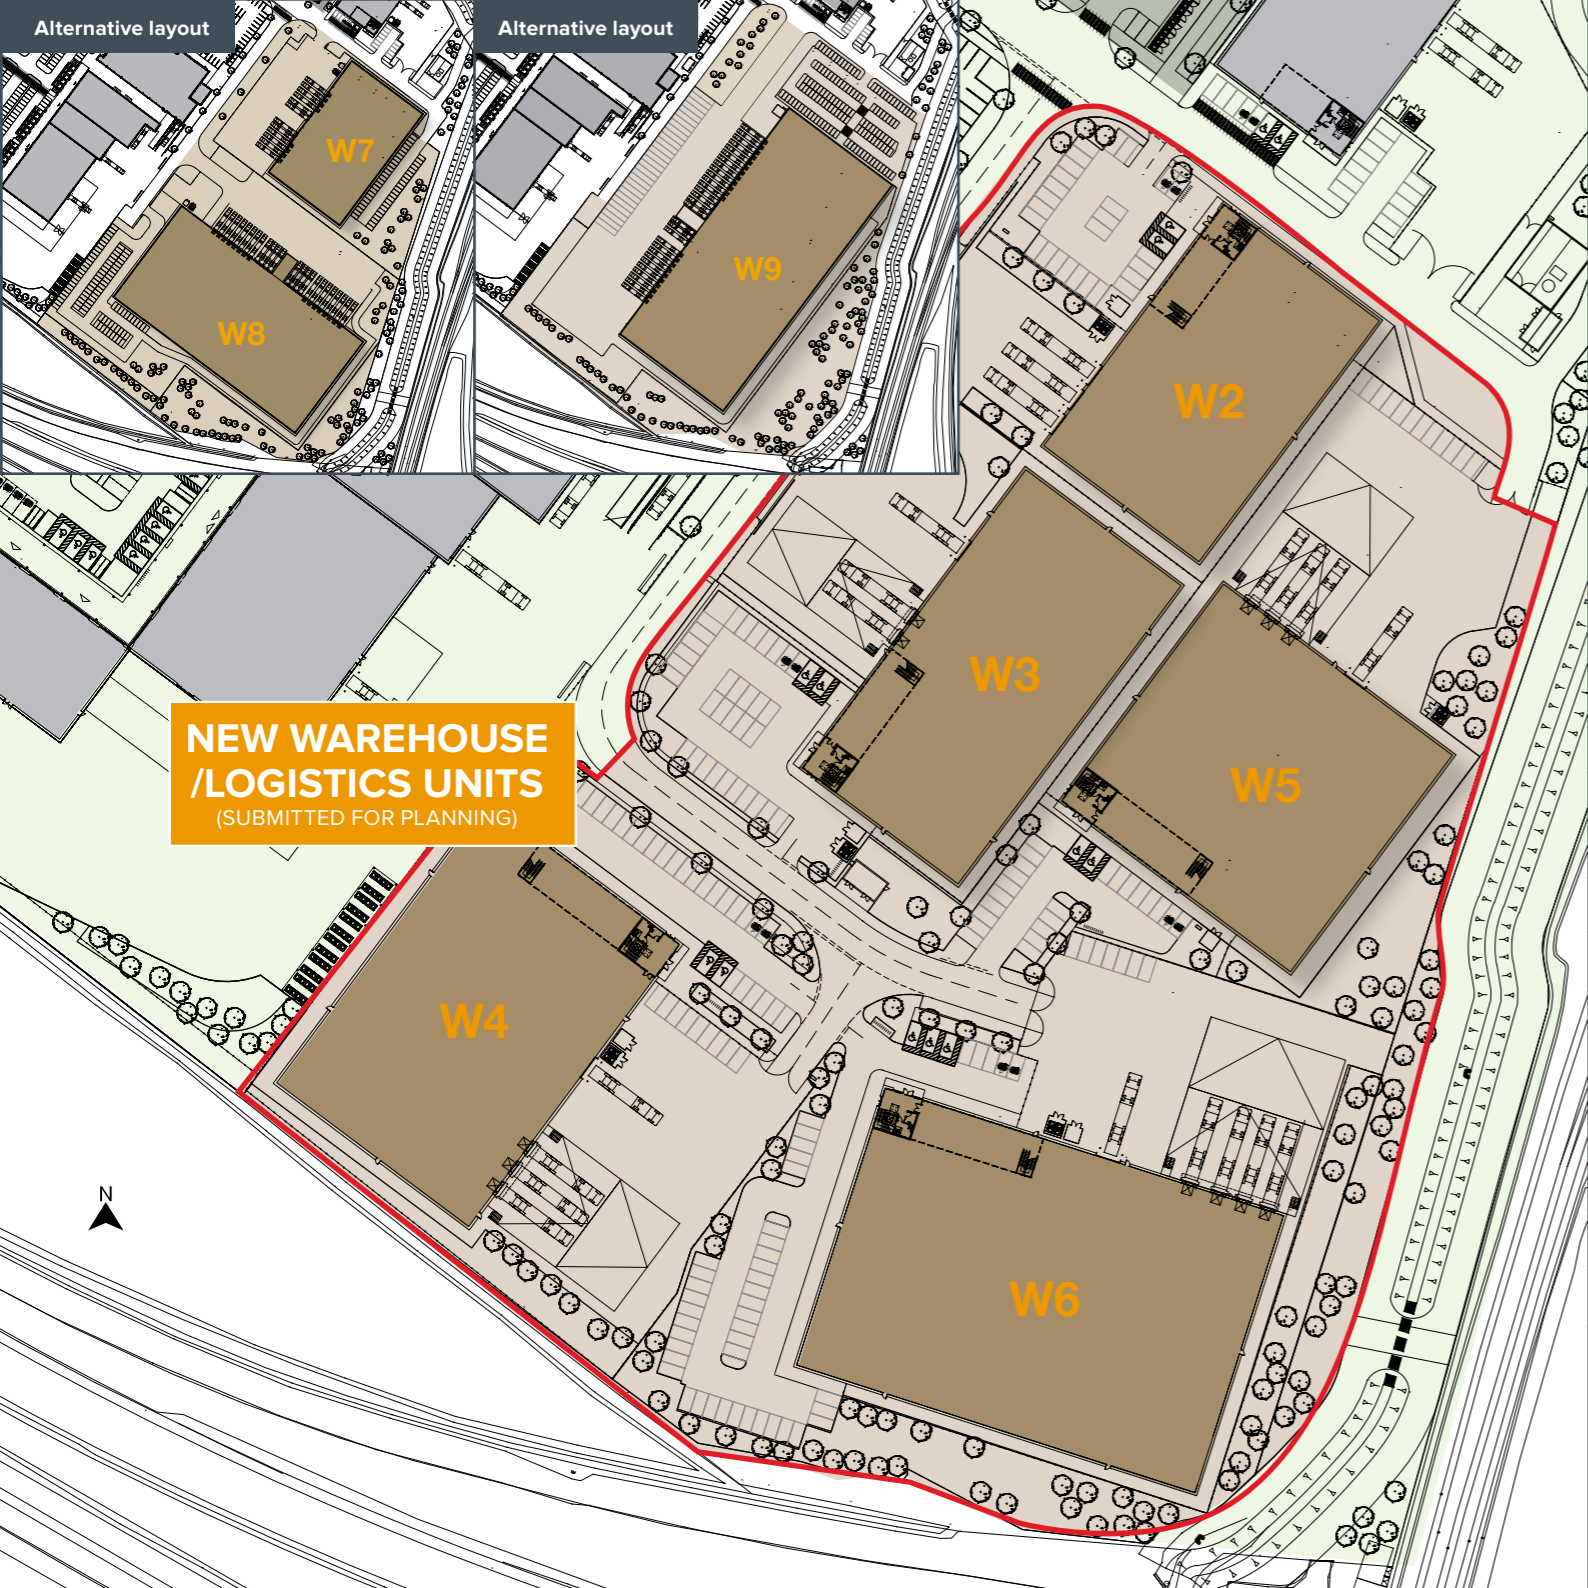 Alternative layout
Alternative layout
W7
W8
W9
W2
W3
W5
NEW WAREHOUSE
/LOGISTICS UNITS
(SUBMITTED FOR PLANNING)
W4
W6
N